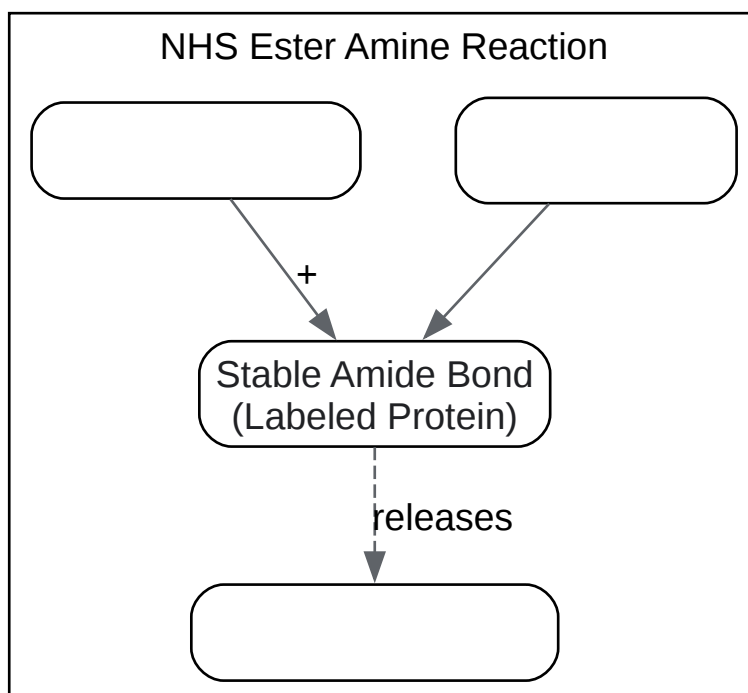 NHS Ester Amine Reaction
+
Stable Amide Bond
(Labeled Protein)
releases